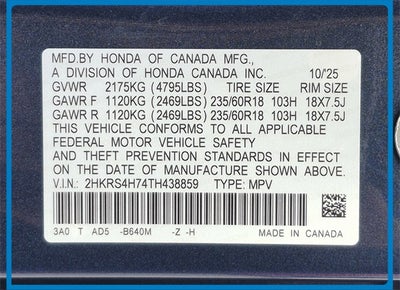 MFD.BY HONDA OF CANADA MFG.,
A DIVISION OF HONDA CANADA INC. 10/'25
GVWR 2175KG (4795LBS) TIRE SIZE RIM SIZE
GAWR F 1120KG (2469LBS) 235/60R18 103H 18X7.5J
GAWR R 1120KG (2469LBS) 235/60R18 103H 18X7.5J
THIS VEHICLE CONFORMS TO ALL APPLICABLE
FEDERAL MOTOR VEHICLE SAFETY
AND THEFT PREVENTION STANDARDS IN EFFECT
ON THE DATE OF MANUFACTURE SHOWN ABOVE.
V.I.N.: 2HKRS4H74TH438859 TYPE: MPV
3A0 T AD5 -B640M -Z -H MADE IN CANADA